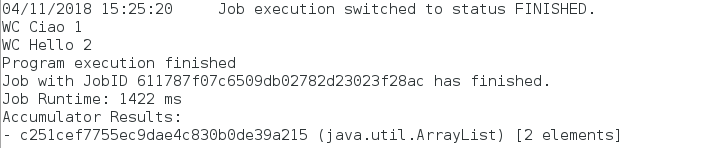 04/11/2018 15:25:20     Job execution switched to status FINISHED.
WC Ciao 1
WC Hello 2
Program execution finished
Job with JobID 611787f07c6509db02782d23023f28ac has finished.
Job Runtime: 1422 ms
Accumulator Results:
- c251cef7755ec9dae4c830b0de39a215 (java.util.ArrayList) [2 elements]